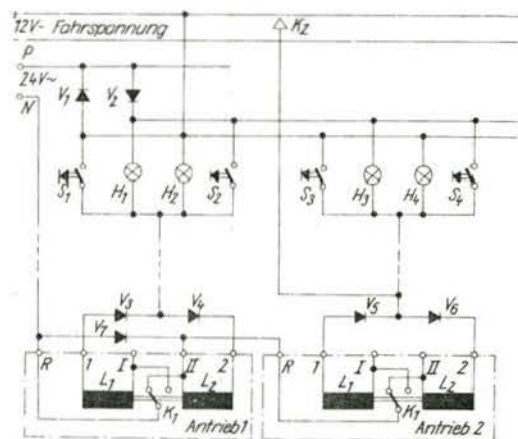 12V- Fahrspannung
K2
P
24V~
N
V1
V2
S1
H1
H2
S2
S3
H3
H4
S4
V3
V4
V7
V5
V6
R
1
I
II
2
R
1
I
II
2
L1
L2
K1
Antrieb 1
L1
L2
K1
Antrieb 2